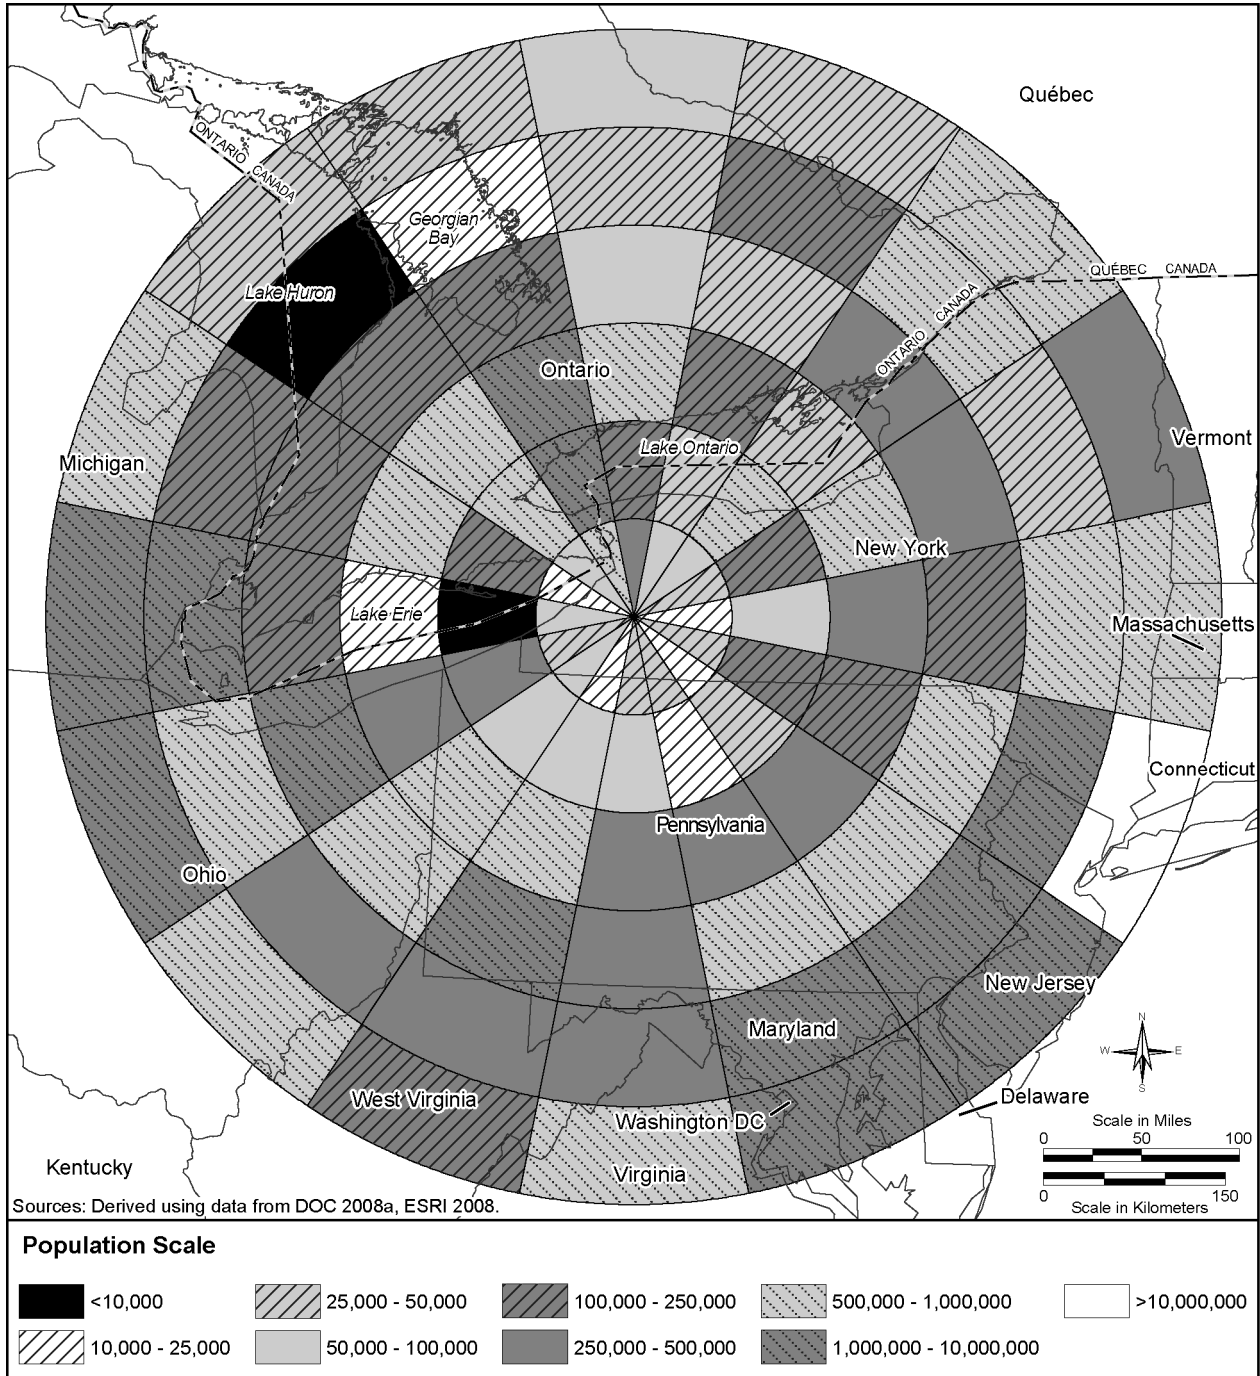 Québec
ONTARIO CANADA
Georgian
Bay
QUÉBEC CANADA
Lake Huron
ONTARIO CANADA
Ontario
Vermont
Lake Ontario
Michigan
New York
Lake Erie
Massachusetts
Connecticut
Pennsylvania
Ohio
New Jersey
Maryland
N
W E
S
West Virginia
Delaware
Washington DC
Scale in Miles
0 50 100
Kentucky
Virginia
0 150
Scale in Kilometers
Sources: Derived using data from DOC 2008a, ESRI 2008.
Population Scale
<10,000
25,000 - 50,000
100,000 - 250,000
500,000 - 1,000,000
>10,000,000
10,000 - 25,000
50,000 - 100,000
250,000 - 500,000
1,000,000 - 10,000,000